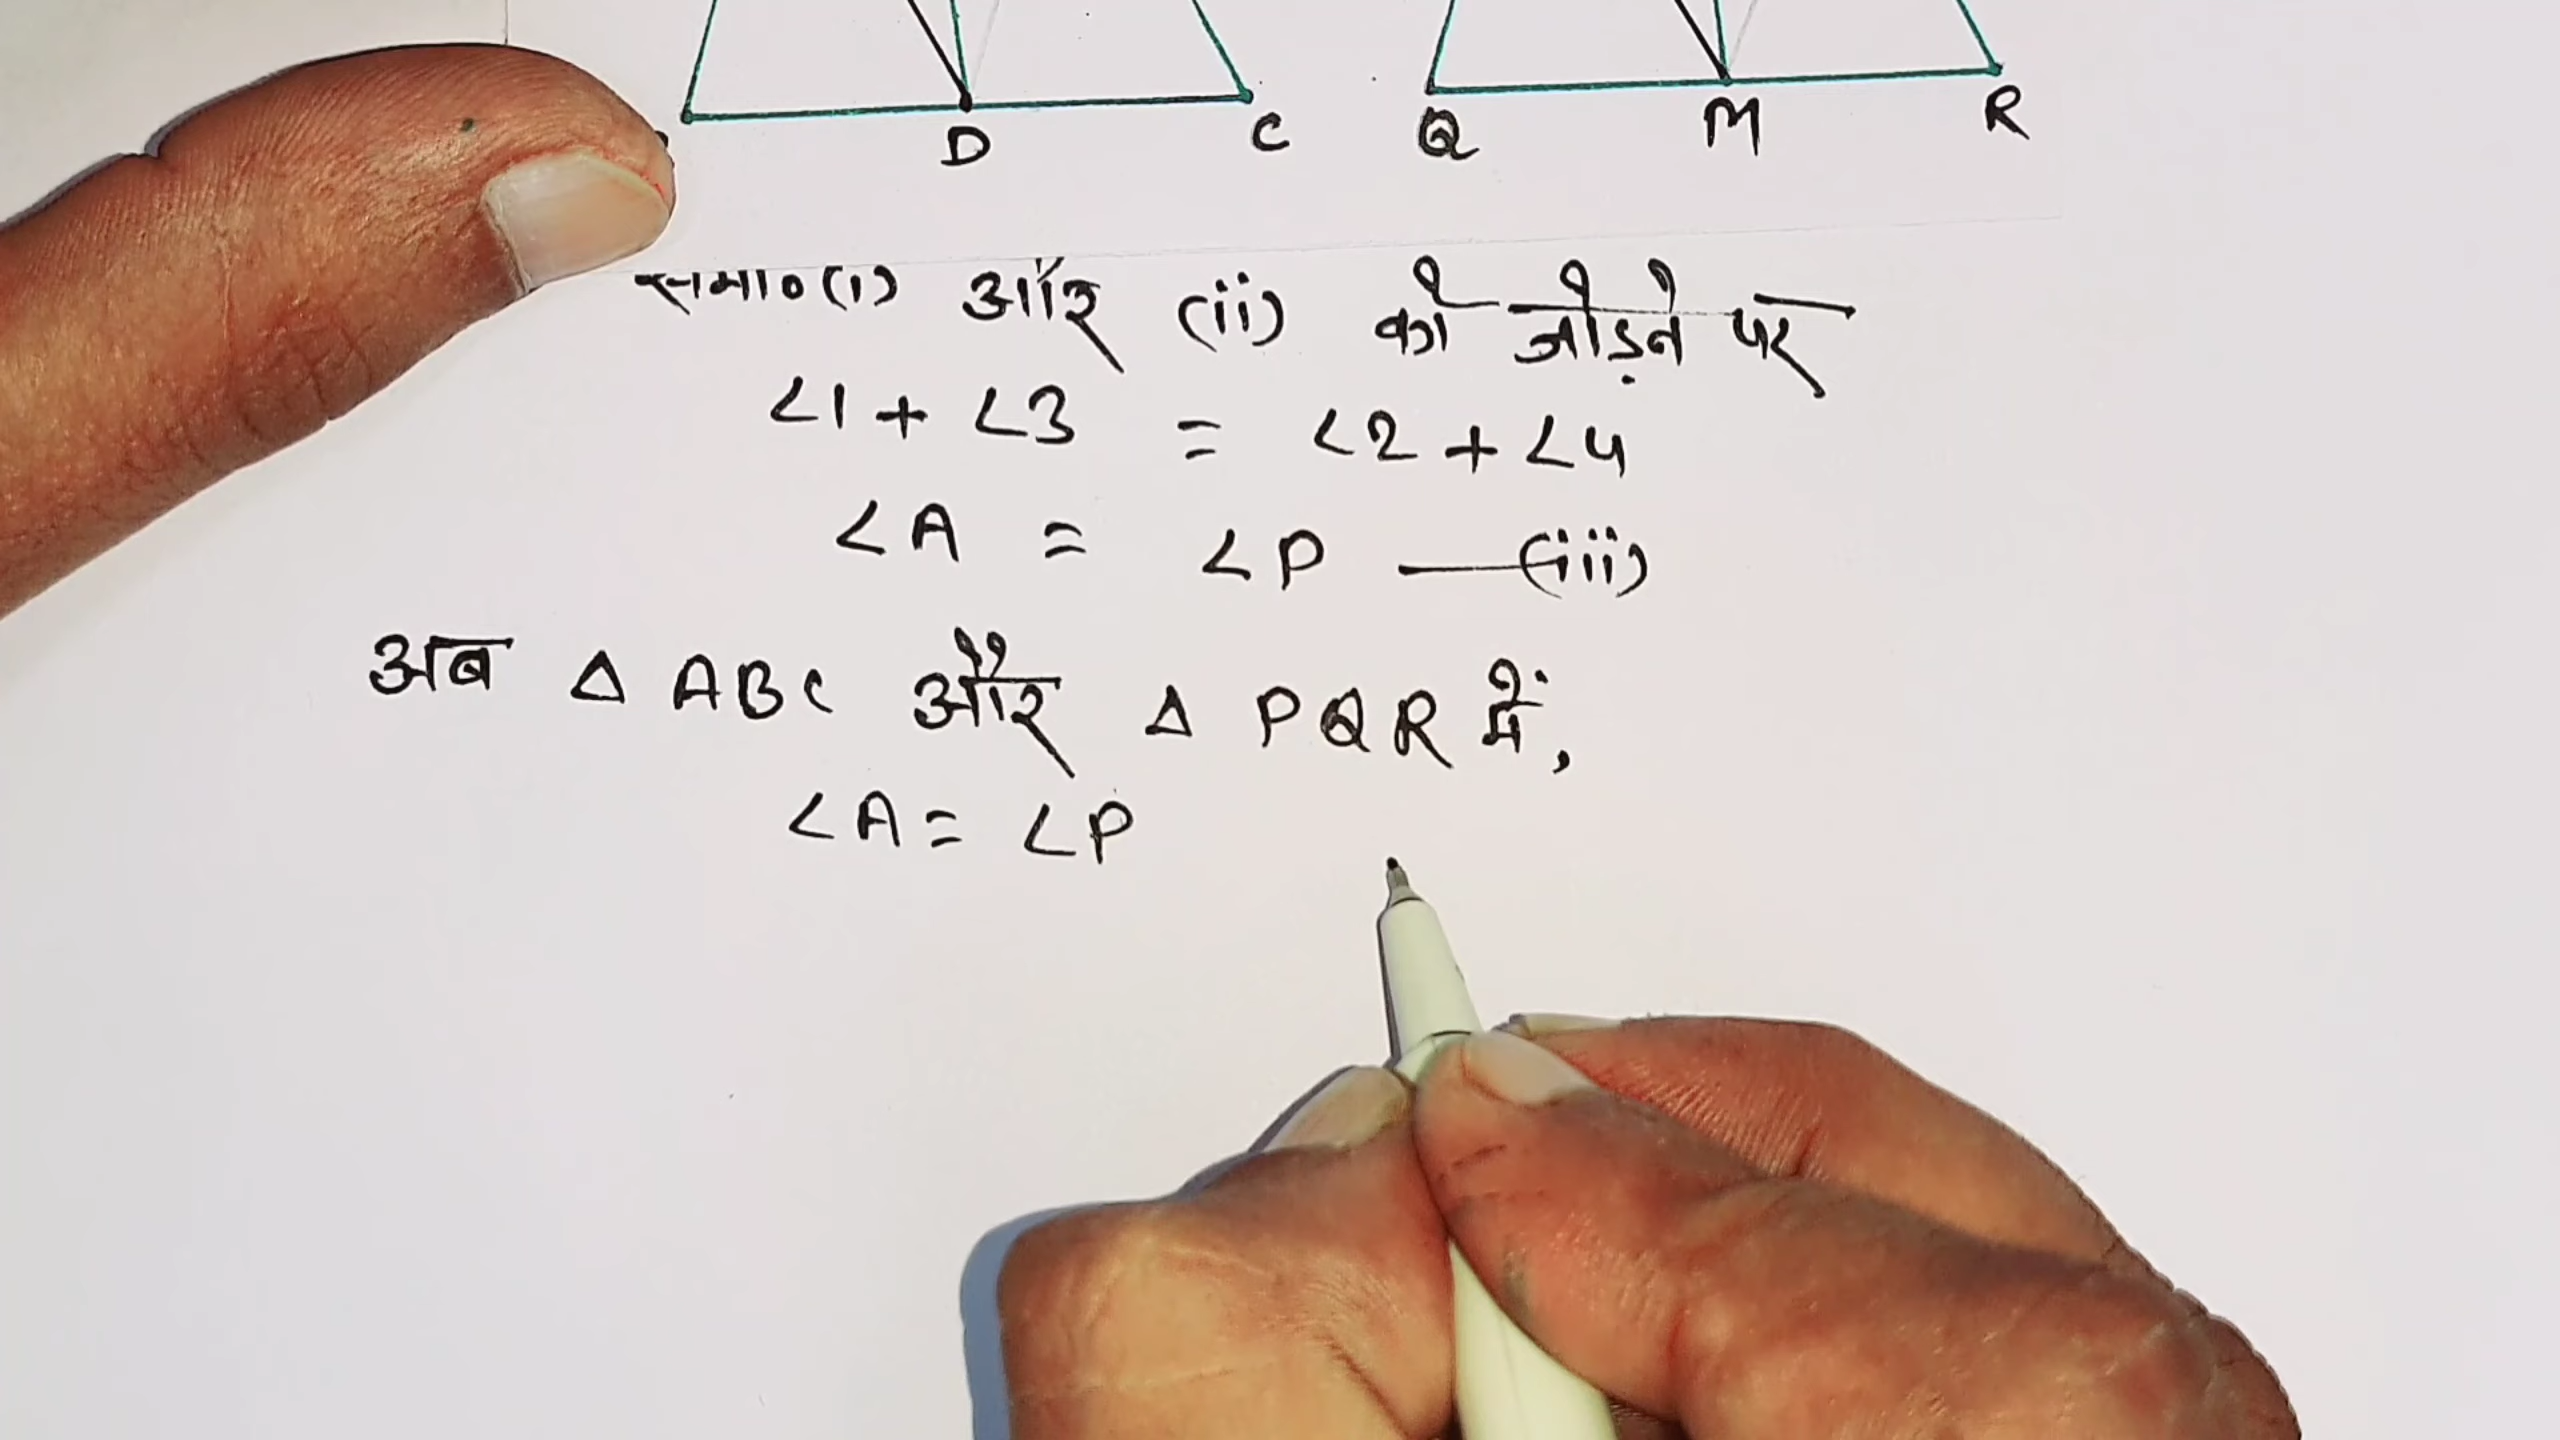 D C Q M R
समी० (i) और (ii) को जोड़ने पर
∠1 + ∠3 = ∠2 + ∠4
∠A = ∠P —(iii)
अब Δ ABC और Δ PQR में,
∠A = ∠P